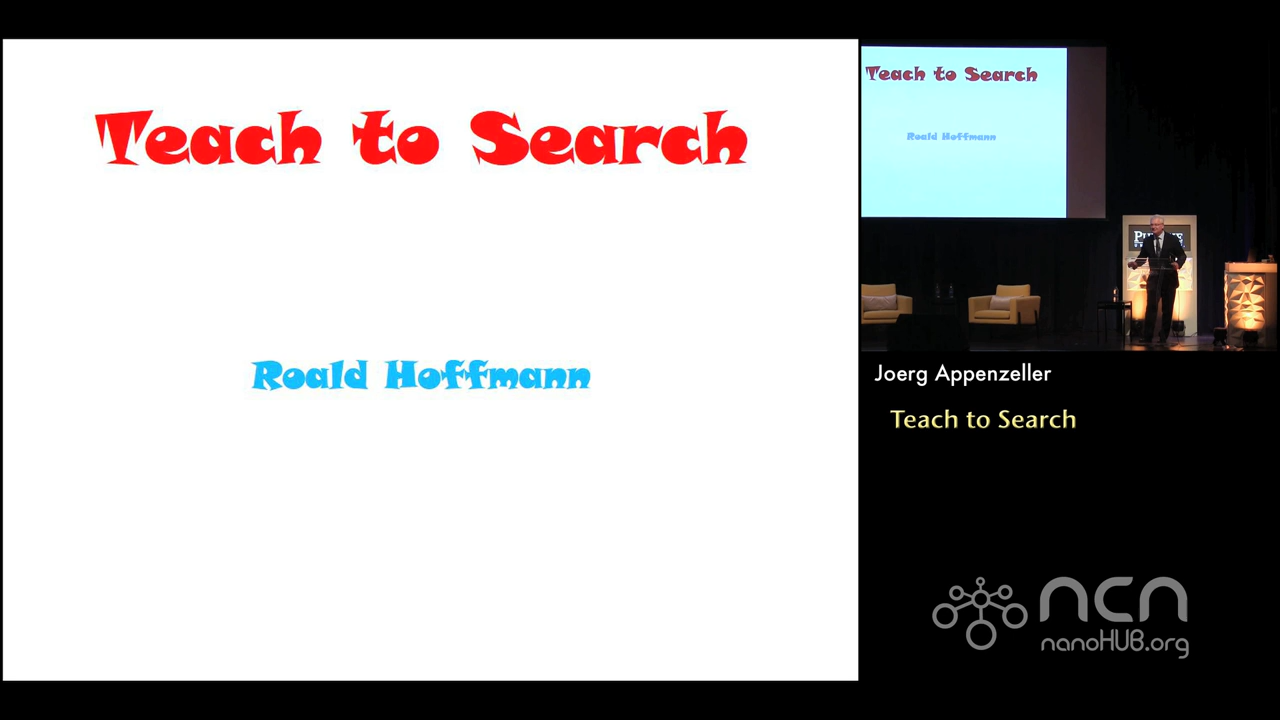 Teach to Search
Roald Hoffmann
Teach to Search
Roald Hoffmann
Joerg Appenzeller
Teach to Search
ncn
nanoHUB.org